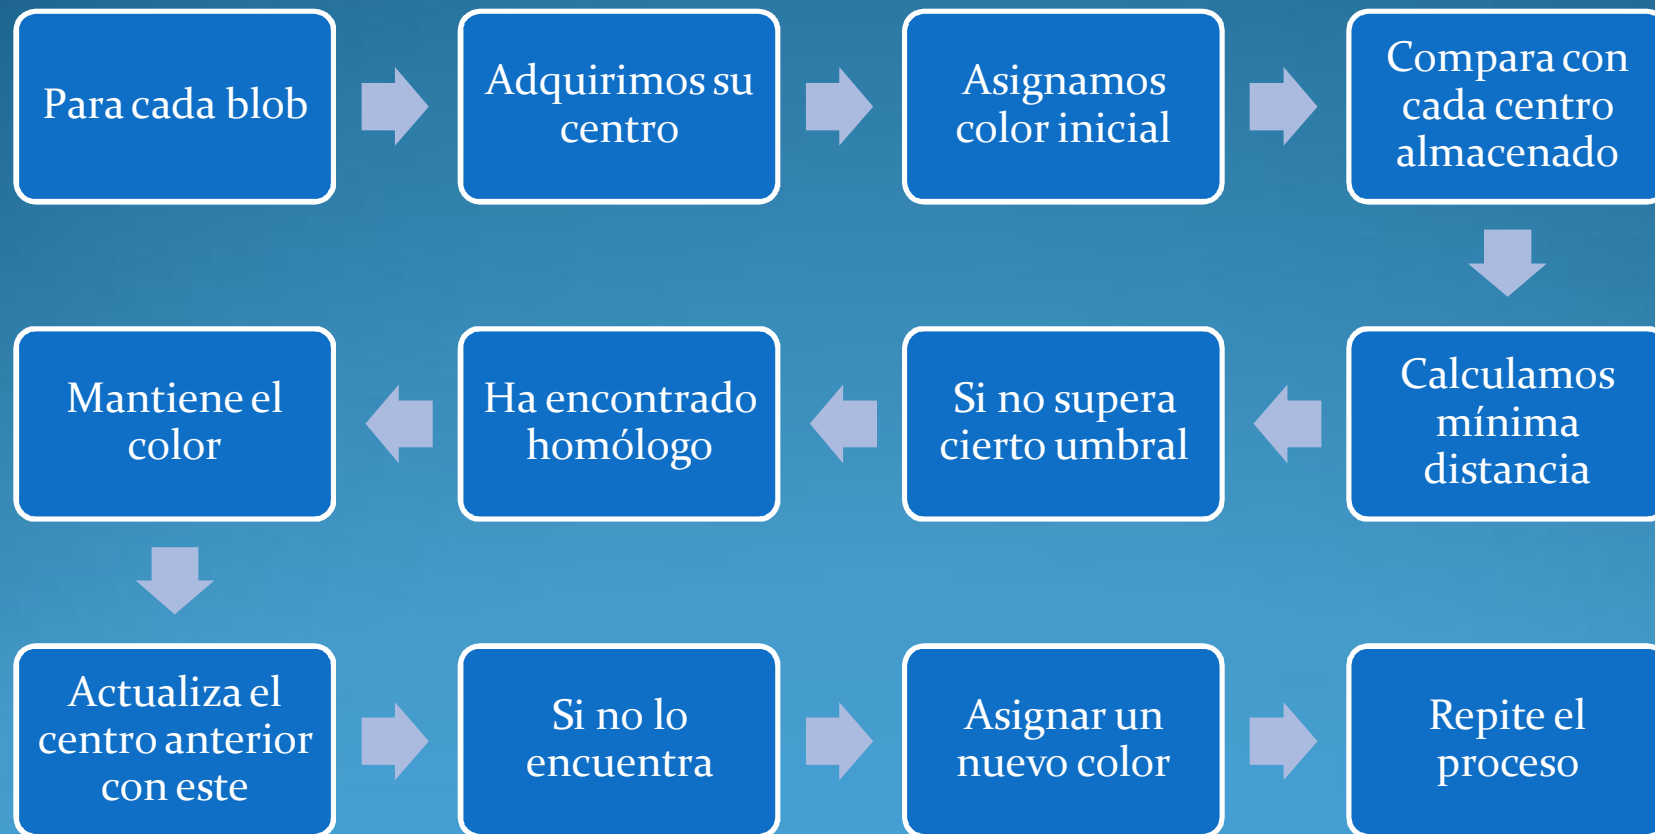 Para cada blob
Adquirimos su
centro
Asignamos
color inicial
Compara con
cada centro
almacenado
Calculamos
mínima
distancia
Si no supera
cierto umbral
Ha encontrado
homólogo
Mantiene el
color
Actualiza el
centro anterior
con este
Si no lo
encuentra
Asignar un
nuevo color
Repite el
proceso